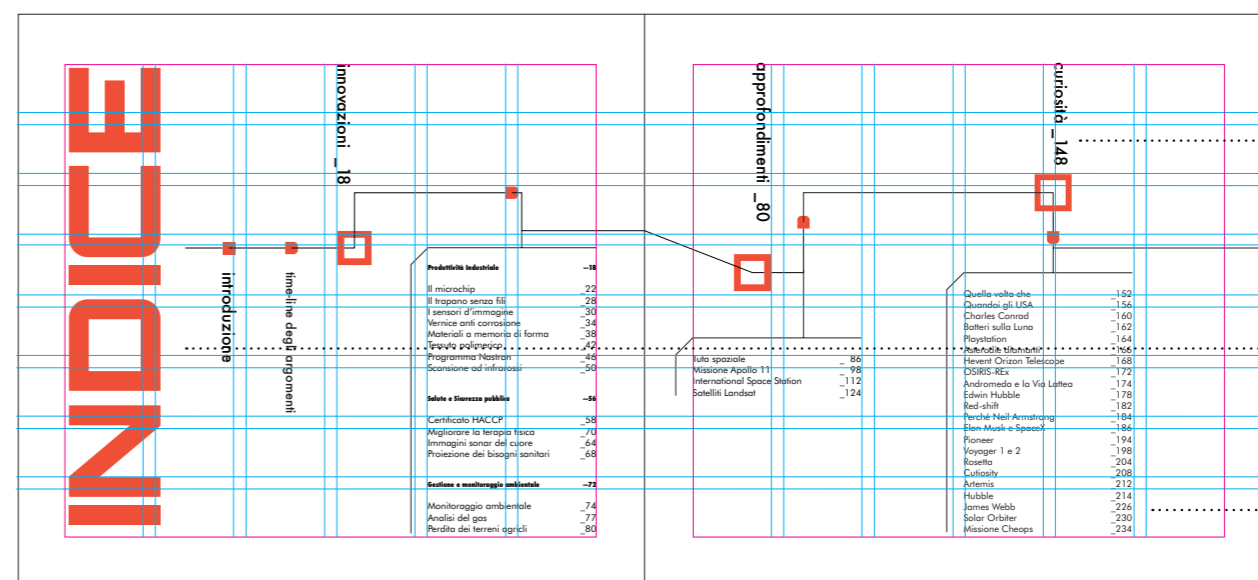 INDICE
introduzione
time-line degli argomenti
innovazioni _18
Produttività Industriale _18
Il microchip _22
Il trapano senza fili _28
I sensori d'immagine _30
Vernice anti corrosione _34
Materiali a memoria di forma _38
Tessuto polimerico _42
Programma Nastran _46
Scansione ad infrarossi _50
Salute e Sicurezza pubblica _56
Certificato HACCP _58
Migliorare la terapia fisica _70
Immagini sonar del cuore _64
Proiezione dei bisogni sanitari _68
Gestione e monitoraggio ambientale _72
Monitoraggio ambientale _74
Analisi del gas _77
Perdita dei terreni agricli _80
approfondimenti _80
Tuta spaziale _ 86
Missione Apollo 11 _ 98
International Space Station _112
Satelliti Landsat _124
curiosità _148
Quella volta che _152
Quandoi gli USA _156
Charles Conrad _160
Batteri sulla Luna _162
Playstation _164
Asteroide diamanti _166
Hevent Orizon Telescope _168
OSIRIS-REx _172
Andromeda e la Via Lattea _174
Edwin Hubble _178
Red-shift _182
Perché Neil Armstrong _184
Elon Musk e SpaceX _186
Pioneer _194
Voyager 1 e 2 _198
Rosetta _204
Cutiosity _208
Artemis _212
Hubble _214
James Webb _226
Solar Orbiter _230
Missione Cheops _234